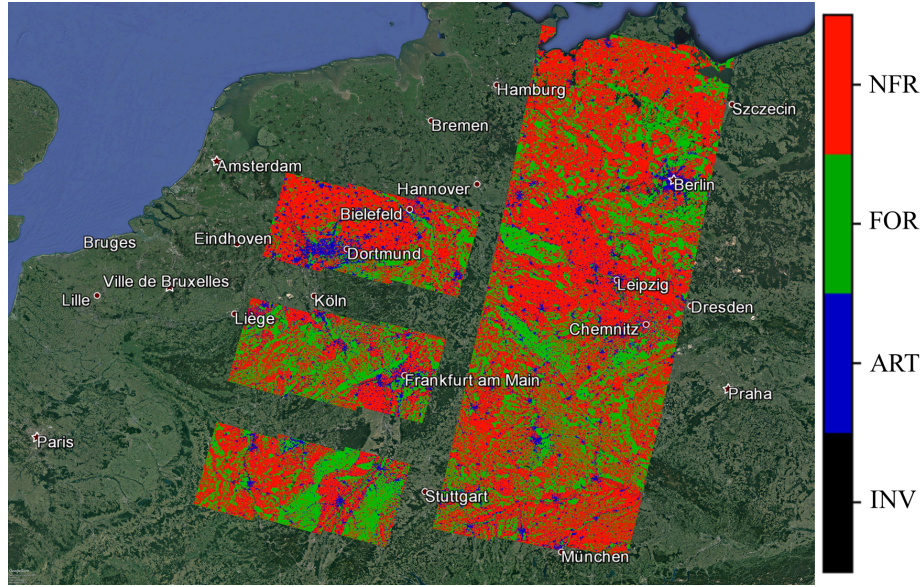 Hamburg
Szczecin
Bremen
Amsterdam
Hannover
Berlin
Bielefeld
Bruges
Eindhoven
Dortmund
Ville de Bruxelles
Lille
Köln
Leipzig
Liège
Dresden
Chemnitz
Frankfurt am Main
Praha
Paris
Stuttgart
München
NFR
FOR
ART
INV